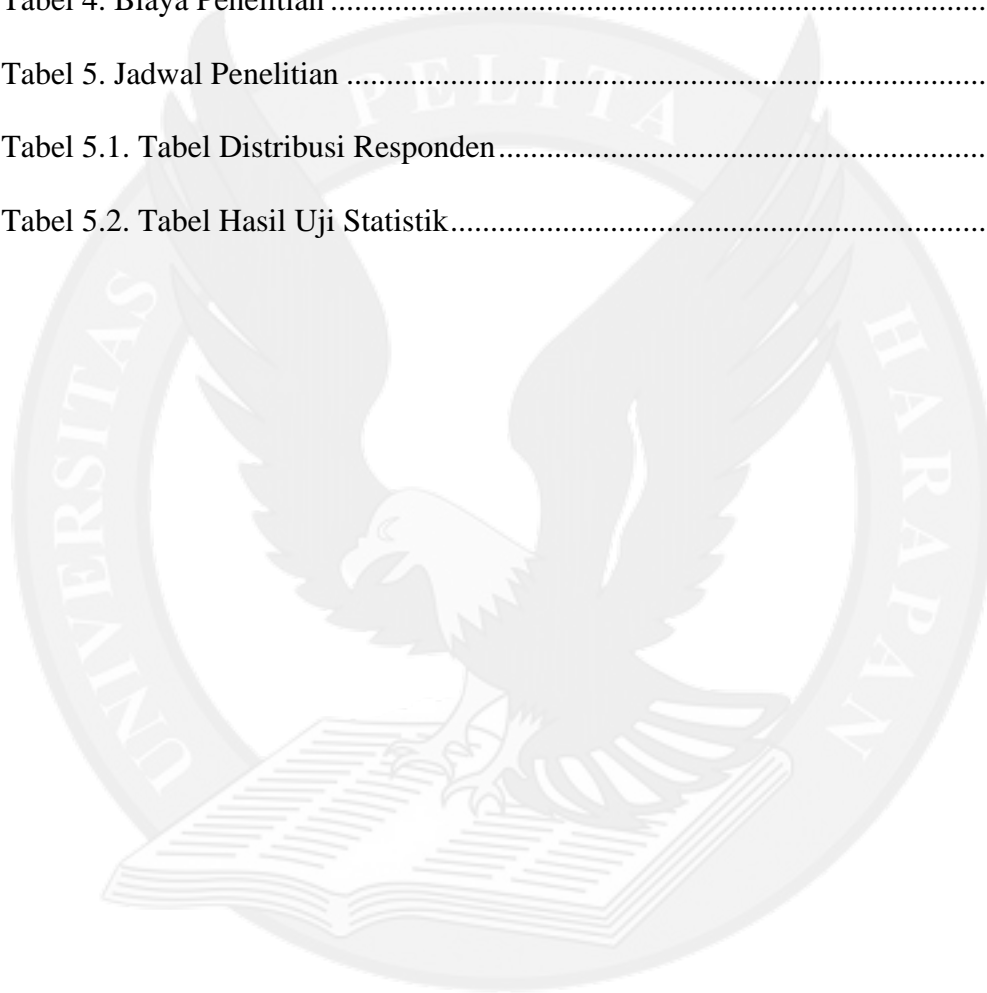 Tabel 4. Biaya Penelitian ........................................................................................
Tabel 5. Jadwal Penelitian ......................................................................................
Tabel 5.1. Tabel Distribusi Responden...................................................................
Tabel 5.2. Tabel Hasil Uji Statistik.........................................................................
UNIVERSITAS PELITA HARAPAN